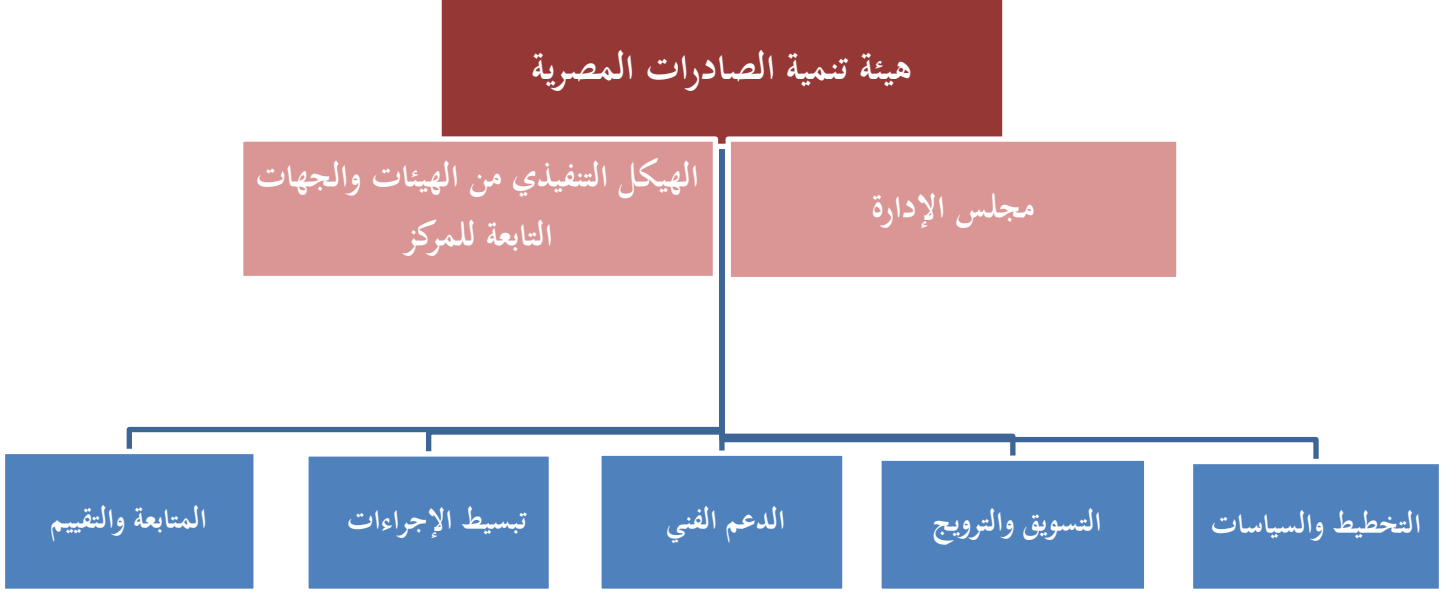 هيئة تنمية الصادرات المصرية
مجلس الإدارة
الهيكل التنفيذي من الهيئات والجهات
التابعة للمركز
التخطيط والسياسات
التسويق والترويج
الدعم الفني
تبسيط الإجراءات
المتابعة والتقييم